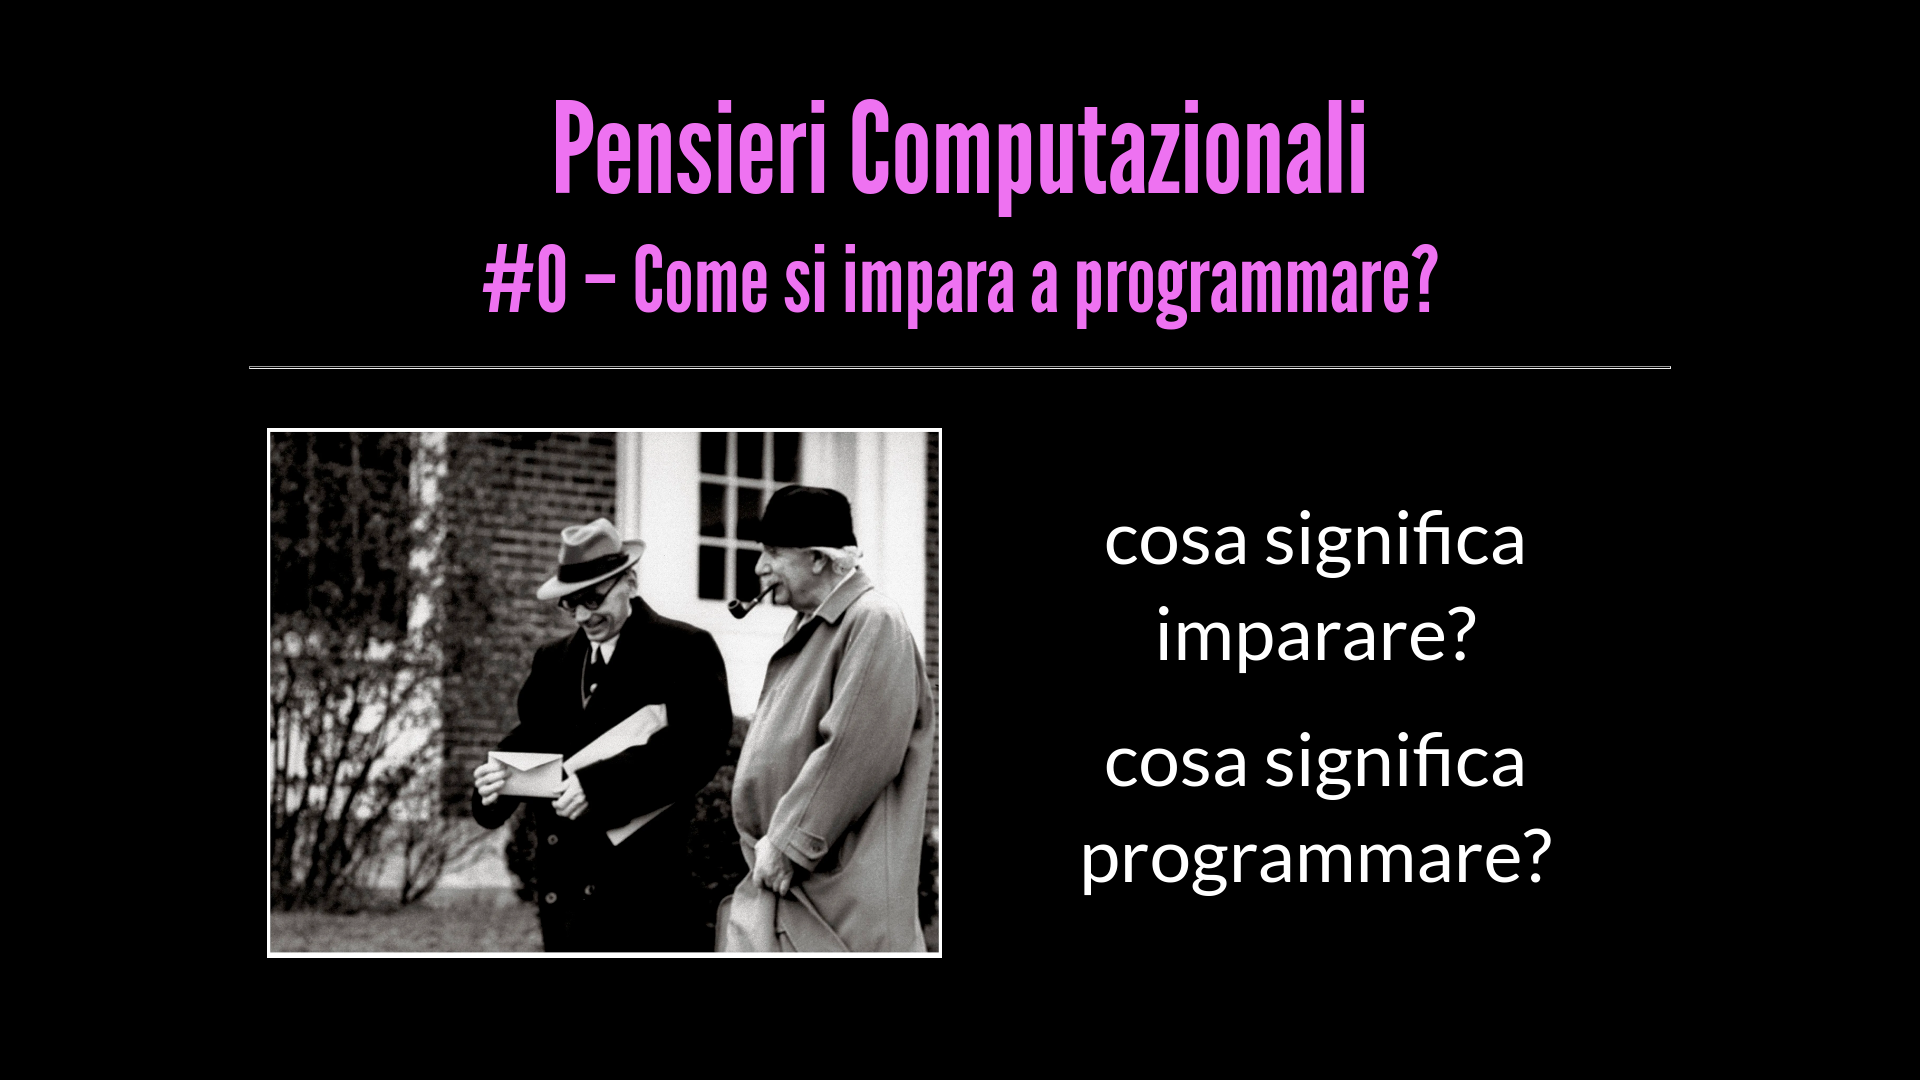 Pensieri Computazionali
#0 – Come si impara a programmare?
cosa significa
imparare?
cosa significa
programmare?